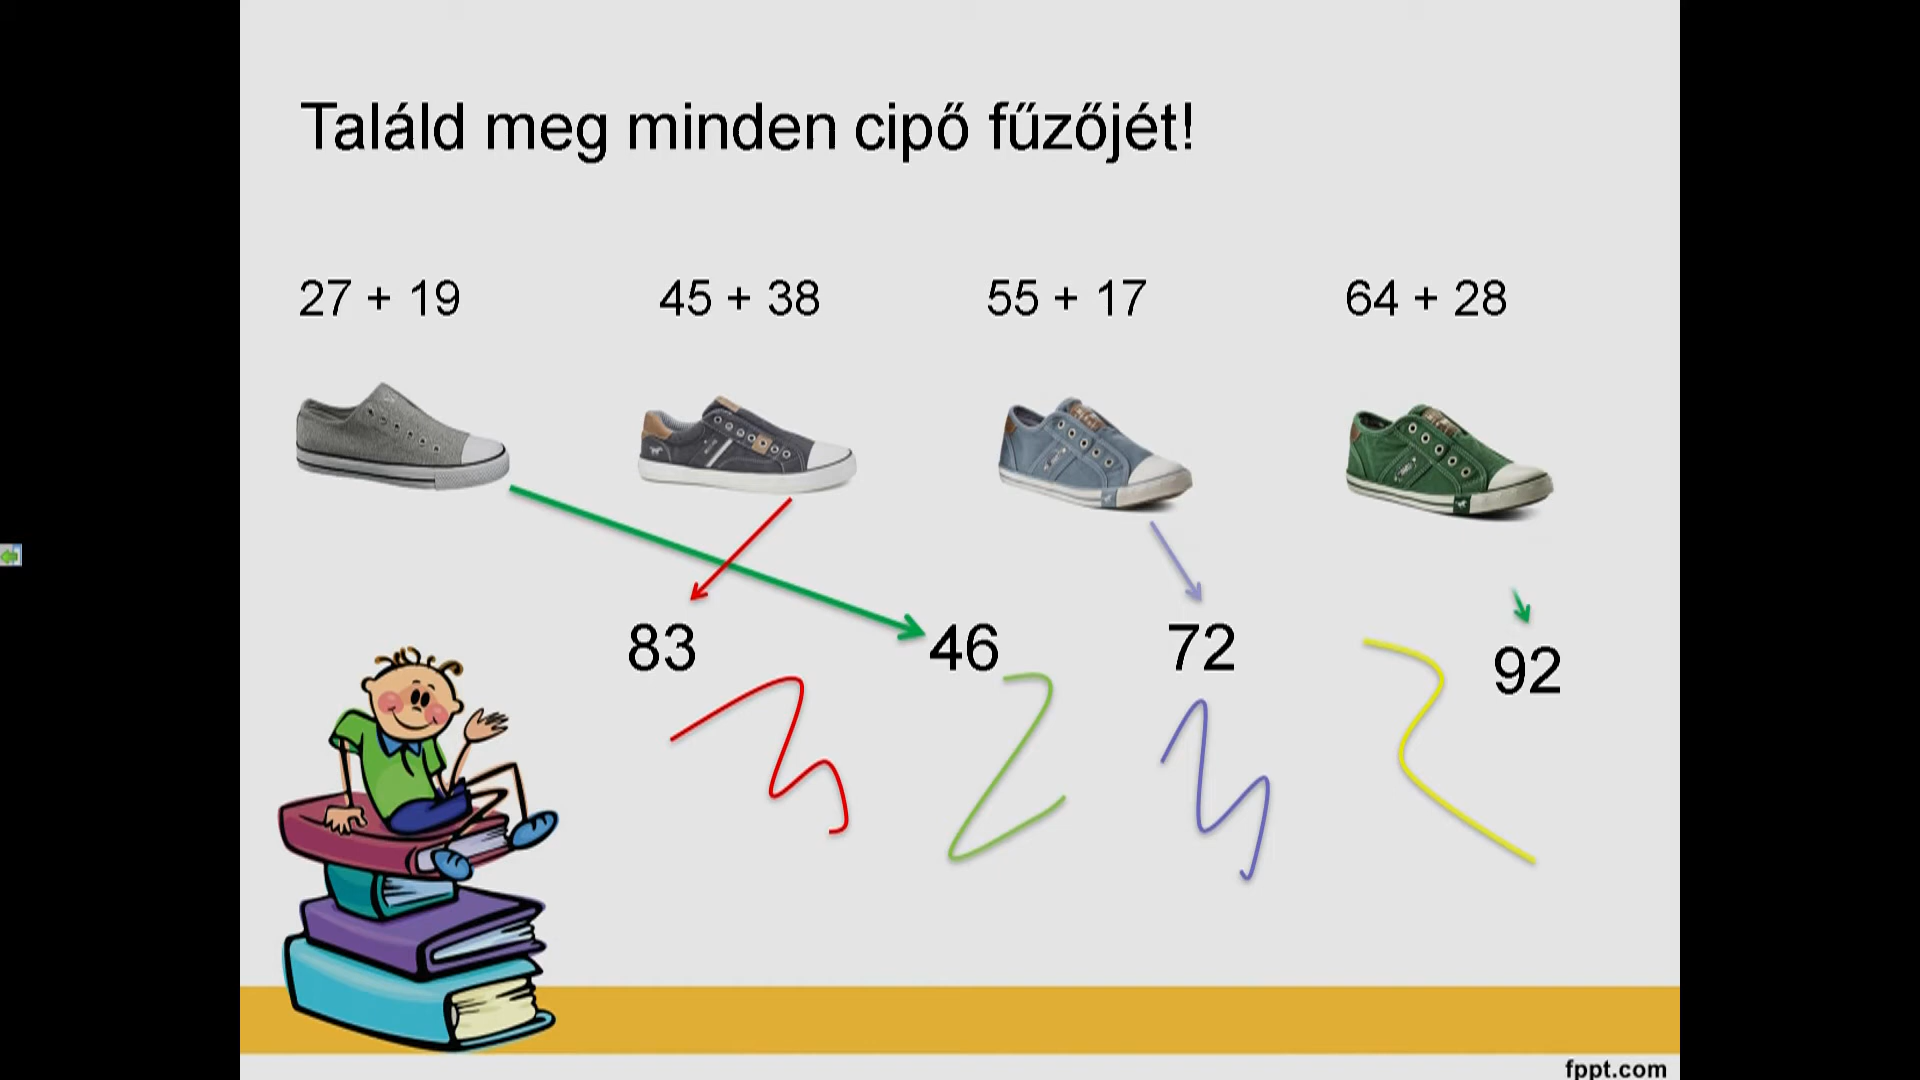 Találd meg minden cipő fűzőjét!
27 + 19 45 + 38 55 + 17 64 + 28
83 46 72 92
fppt.com